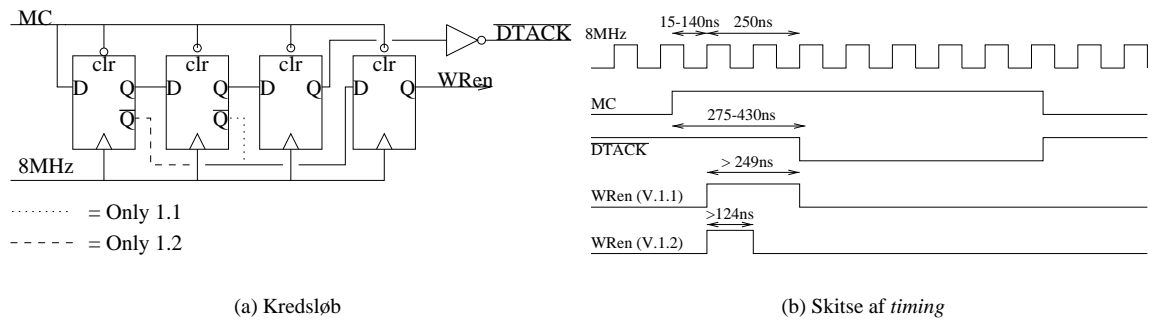 MC
DTACK
clr clr clr clr
D Q D Q D Q D Q
WRen
Q Q
8MHz
= Only 1.1
= Only 1.2
(a) Kredsløb
15-140ns 250ns
8MHz
MC
275-430ns
DTACK
> 249ns
WRen (V.1.1)
>124ns
WRen (V.1.2)
(b) Skitse af timing